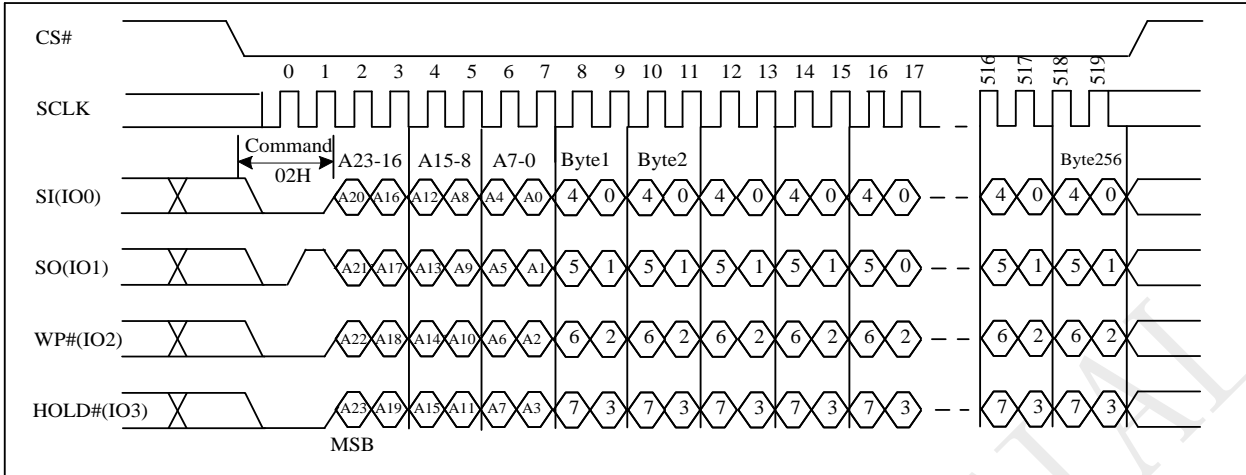 CS#
0 1 2 3 4 5 6 7 8 9 10 11 12 13 14 15 16 17 516 517 518 519
SCLK
Command
02H
A23-16 A15-8 A7-0 Byte1 Byte2 Byte256
SI(IO0) A20 A16 A12 A8 A4 A0 4 0 4 0 4 0 4 0 4 0 4 0 4 0
SO(IO1) A21 A17 A13 A9 A5 A1 5 1 5 1 5 1 5 1 5 0 5 1 5 1
WP#(IO2) A22 A18 A14 A10 A6 A2 6 2 6 2 6 2 6 2 6 2 6 2 6 2
HOLD#(IO3) A23 A19 A15 A11 A7 A3 7 3 7 3 7 3 7 3 7 3 7 3 7 3
MSB